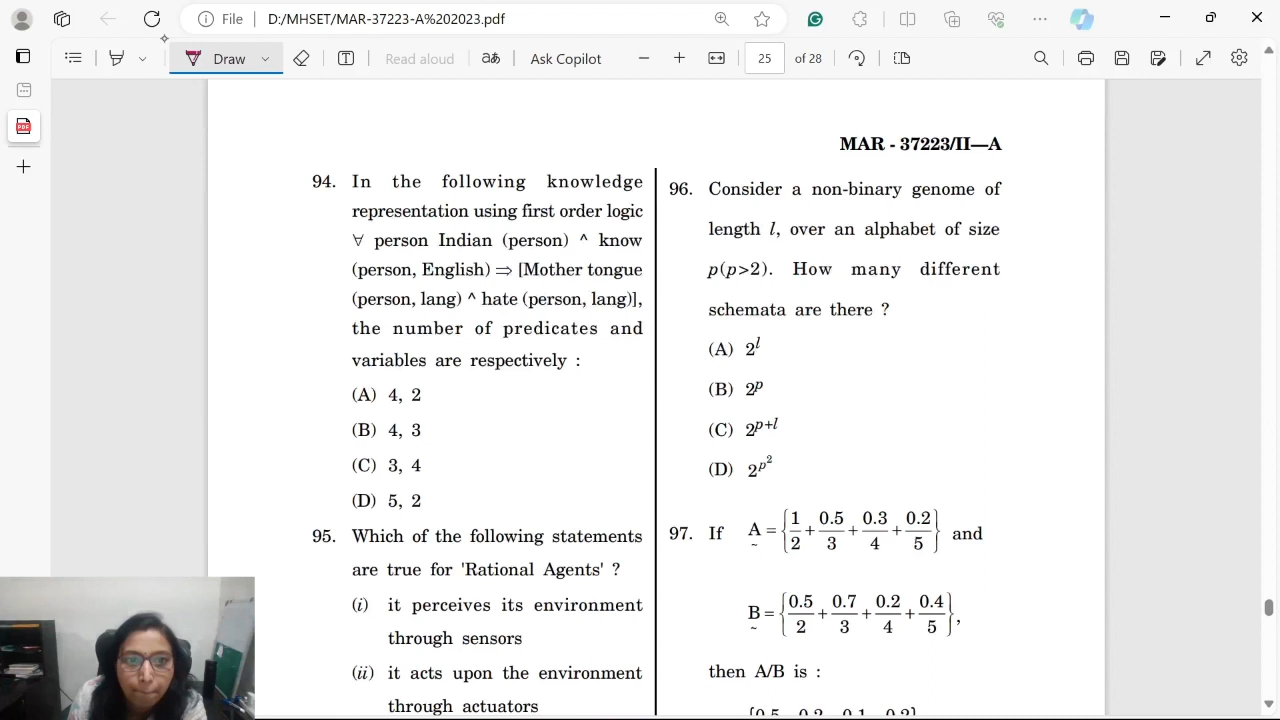 File D:/MHSET/MAR-37223-A%202023.pdf
Draw Read aloud aあ Ask Copilot 25 of 28
PDF
MAR - 37223/II—A
94. In the following knowledge
representation using first order logic
∀ person Indian (person) ^ know
(person, English) ⇒ [Mother tongue
(person, lang) ^ hate (person, lang)],
the number of predicates and
variables are respectively :
(A) 4, 2
(B) 4, 3
(C) 3, 4
(D) 5, 2
95. Which of the following statements
are true for 'Rational Agents' ?
(i) it perceives its environment
through sensors
(ii) it acts upon the environment
through actuators
96. Consider a non-binary genome of
length l, over an alphabet of size
p(p>2). How many different
schemata are there ?
(A) 2^l
(B) 2^p
(C) 2^{p+l}
(D) 2^{p^2}
97. If A = {1/2 + 0.5/3 + 0.3/4 + 0.2/5} and
B = {0.5/2 + 0.7/3 + 0.2/4 + 0.4/5},
then A/B is :